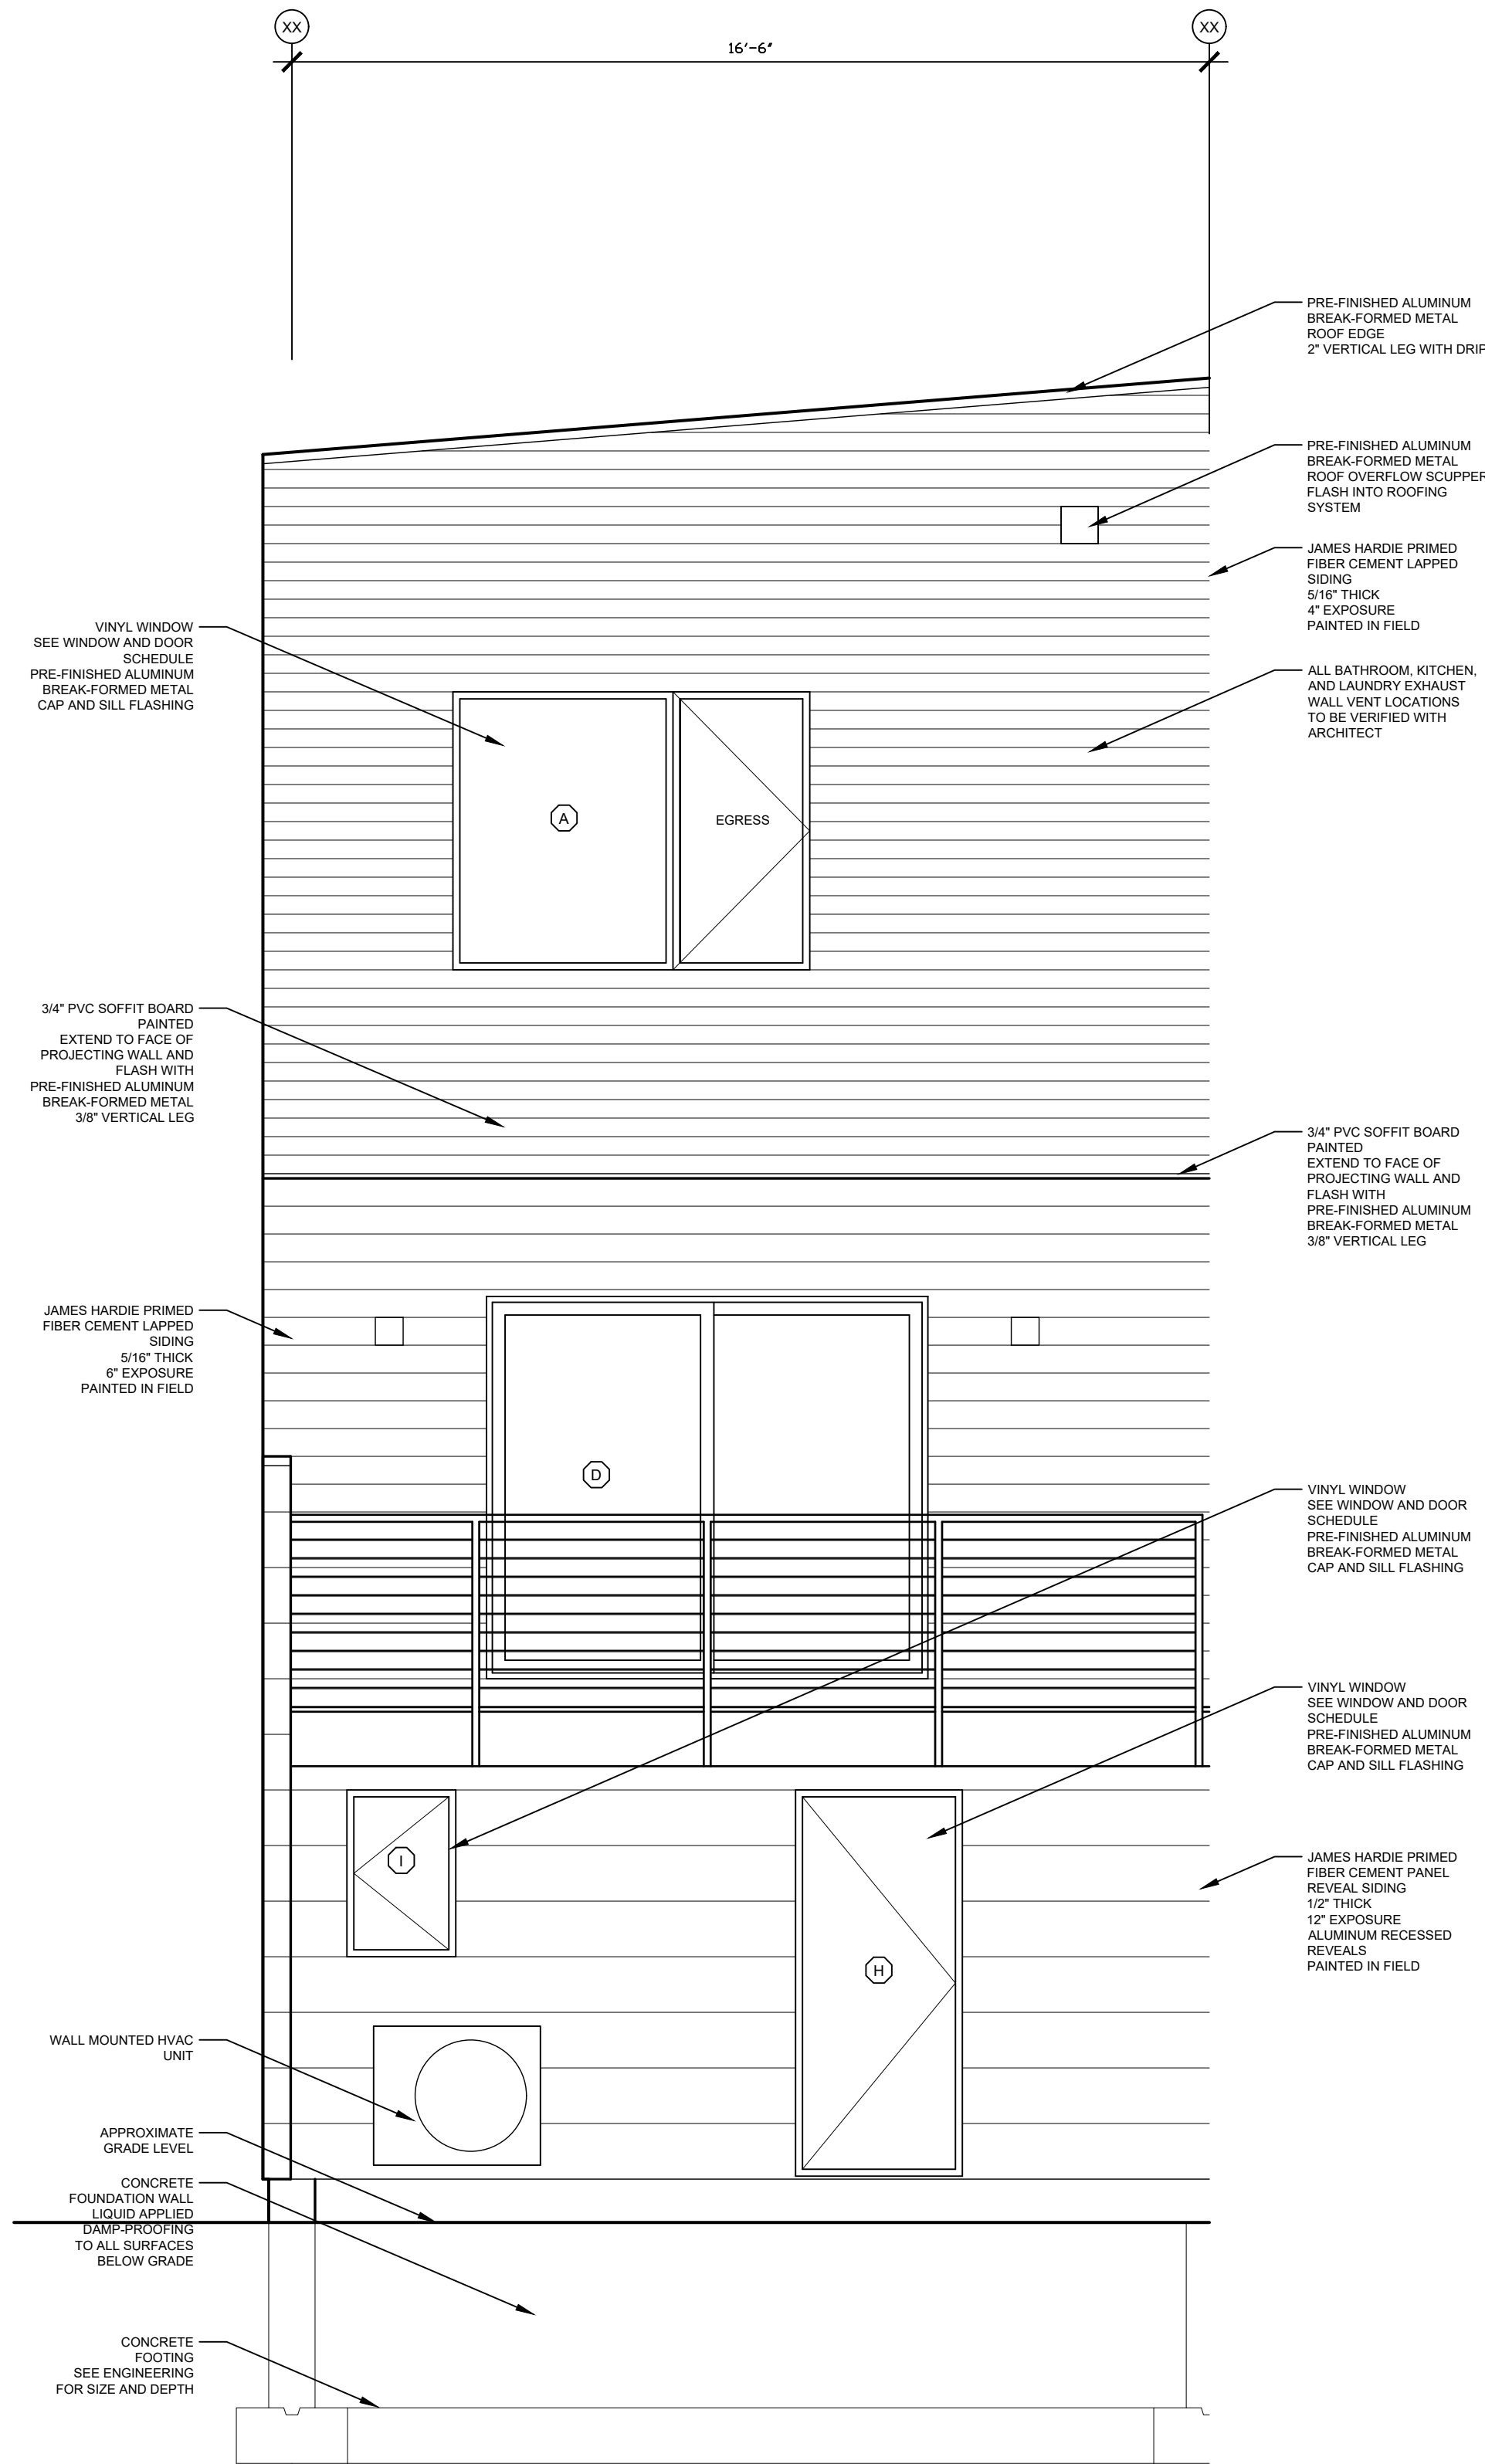 XX
XX
16'-6"
PRE-FINISHED ALUMINUM
BREAK-FORMED METAL
ROOF EDGE
2" VERTICAL LEG WITH DRIP
PRE-FINISHED ALUMINUM
BREAK-FORMED METAL
ROOF OVERFLOW SCUPPER
FLASH INTO ROOFING
SYSTEM
JAMES HARDIE PRIMED
FIBER CEMENT LAPPED
SIDING
5/16" THICK
4" EXPOSURE
PAINTED IN FIELD
VINYL WINDOW
SEE WINDOW AND DOOR
SCHEDULE
PRE-FINISHED ALUMINUM
BREAK-FORMED METAL
CAP AND SILL FLASHING
ALL BATHROOM, KITCHEN,
AND LAUNDRY EXHAUST
WALL VENT LOCATIONS
TO BE VERIFIED WITH
ARCHITECT
A
EGRESS
3/4" PVC SOFFIT BOARD
PAINTED
EXTEND TO FACE OF
PROJECTING WALL AND
FLASH WITH
PRE-FINISHED ALUMINUM
BREAK-FORMED METAL
3/8" VERTICAL LEG
3/4" PVC SOFFIT BOARD
PAINTED
EXTEND TO FACE OF
PROJECTING WALL AND
FLASH WITH
PRE-FINISHED ALUMINUM
BREAK-FORMED METAL
3/8" VERTICAL LEG
JAMES HARDIE PRIMED
FIBER CEMENT LAPPED
SIDING
5/16" THICK
6" EXPOSURE
PAINTED IN FIELD
D
VINYL WINDOW
SEE WINDOW AND DOOR
SCHEDULE
PRE-FINISHED ALUMINUM
BREAK-FORMED METAL
CAP AND SILL FLASHING
VINYL WINDOW
SEE WINDOW AND DOOR
SCHEDULE
PRE-FINISHED ALUMINUM
BREAK-FORMED METAL
CAP AND SILL FLASHING
I
H
JAMES HARDIE PRIMED
FIBER CEMENT PANEL
REVEAL SIDING
1/2" THICK
12" EXPOSURE
ALUMINUM RECESSED
REVEALS
PAINTED IN FIELD
WALL MOUNTED HVAC
UNIT
APPROXIMATE
GRADE LEVEL
CONCRETE
FOUNDATION WALL
LIQUID APPLIED
DAMP-PROOFING
TO ALL SURFACES
BELOW GRADE
CONCRETE
FOOTING
SEE ENGINEERING
FOR SIZE AND DEPTH